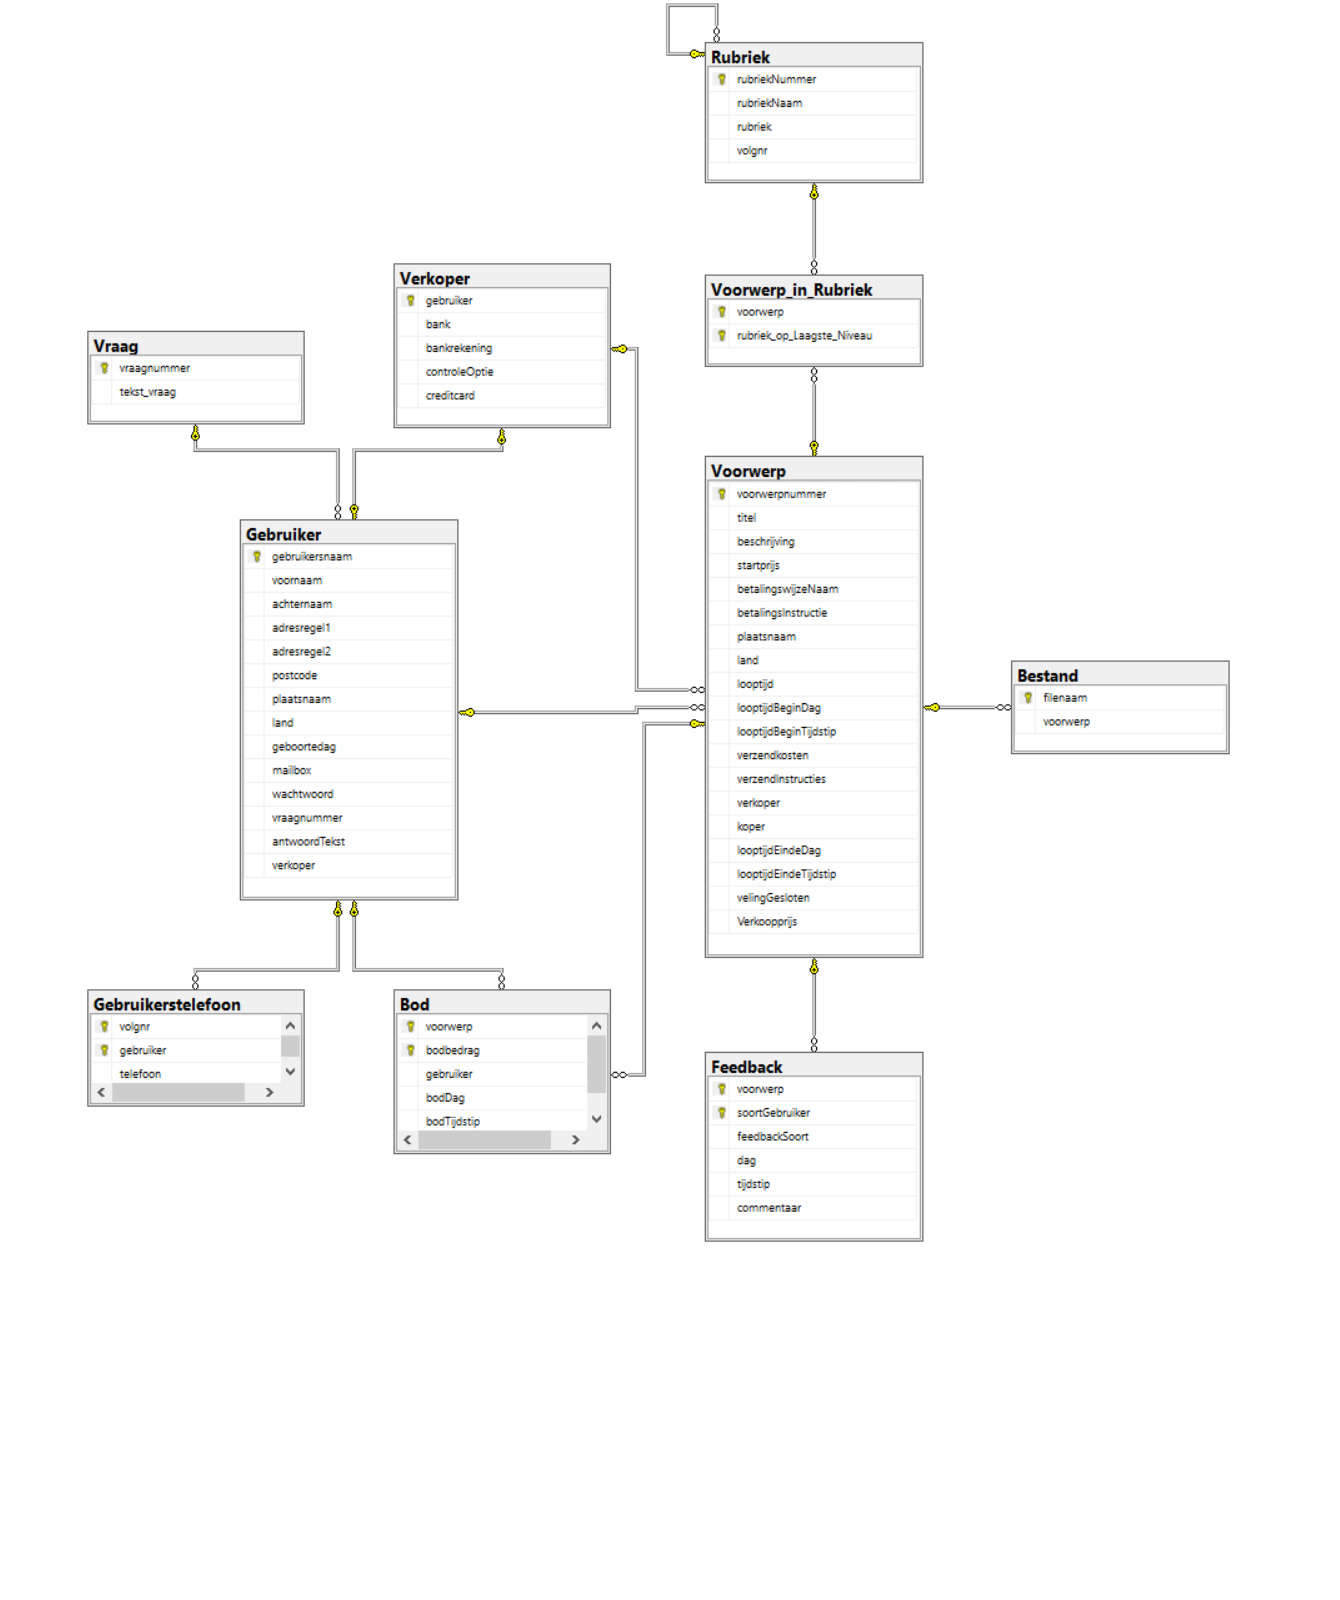 Rubriek
rubriekNummer
rubriekNaam
rubriek
volgnr
Verkoper
gebruiker
bank
bankrekening
controleOptie
creditcard
Voorwerp_in_Rubriek
voorwerp
rubriek_op_Laagste_Niveau
Vraag
vraagnummer
tekst_vraag
Voorwerp
voorwerpnummer
titel
beschrijving
startprijs
betalingswijzeNaam
betalingsInstructie
plaatsnaam
land
looptijd
looptijdBeginDag
looptijdBeginTijdstip
verzendkosten
verzendInstructies
verkoper
koper
looptijdEindeDag
looptijdEindeTijdstip
velingGesloten
Verkoopprijs
Gebruiker
gebruikersnaam
voornaam
achternaam
adresregel1
adresregel2
postcode
plaatsnaam
land
geboortedag
mailbox
wachtwoord
vraagnummer
antwoordTekst
verkoper
Bestand
filenaam
voorwerp
Gebruikerstelefoon
volgnr
gebruiker
telefoon
Bod
voorwerp
bodbedrag
gebruiker
bodDag
bodTijdstip
Feedback
voorwerp
soortGebruiker
feedbackSoort
dag
tijdstip
commentaar